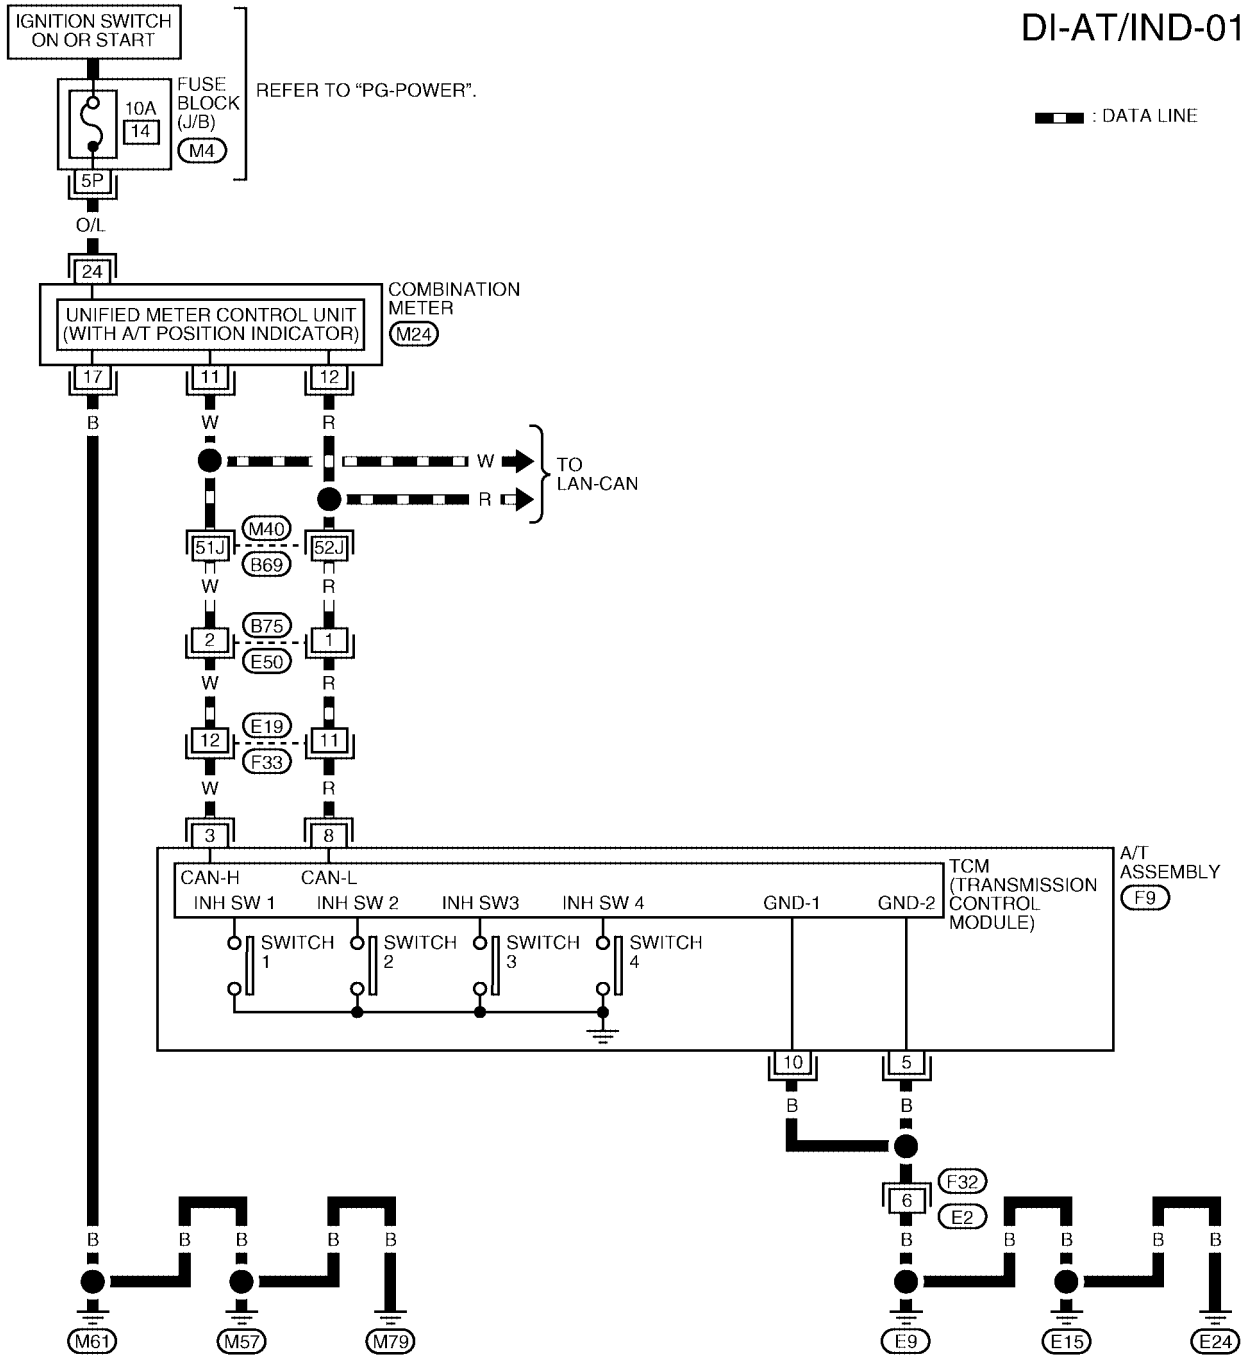 IGNITION SWITCH
ON OR START
DI-AT/IND-01
FUSE
BLOCK
(J/B)
M4
10A
14
REFER TO “PG-POWER”.
: DATA LINE
5P
O/L
24
COMBINATION
METER
M24
UNIFIED METER CONTROL UNIT
(WITH A/T POSITION INDICATOR)
17 11 12
B W R
W
R
TO
LAN-CAN
51J M40 52J
B69
W R
2 B75 1
E50
W R
12 E19 11
F33
W R
3 8
A/T
ASSEMBLY
F9
TCM
(TRANSMISSION
CONTROL
MODULE)
CAN-H CAN-L
INH SW 1 INH SW 2 INH SW3 INH SW 4 GND-1 GND-2
SWITCH
1
SWITCH
2
SWITCH
3
SWITCH
4
10 5
B B
6 F32
E2
B B B B B B B B B B
M61 M57 M79 E9 E15 E24